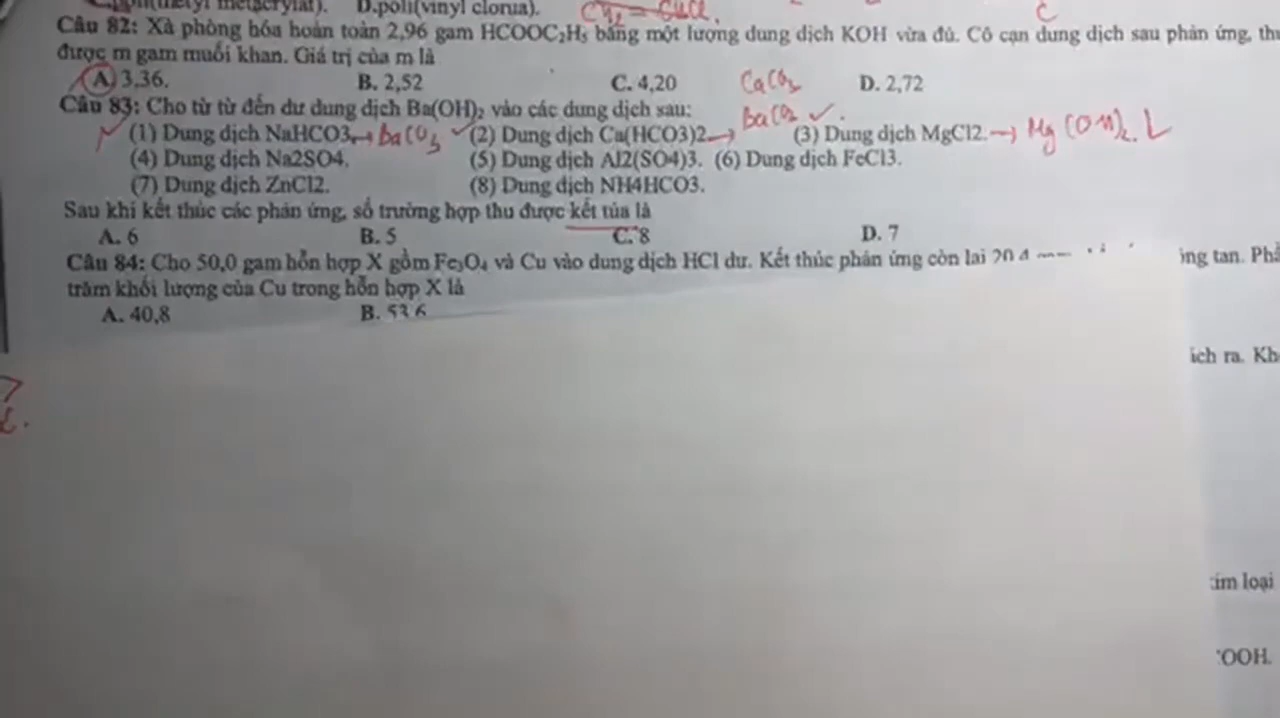 D.poli(vinyl clorua).
Câu 82: Xà phòng hóa hoàn toàn 2,96 gam HCOOC₂H₅ bằng một lượng dung dịch KOH vừa đủ. Cô cạn dung dịch sau phản ứng, thu
được m gam muối khan. Giá trị của m là
A. 3,36. B. 2,52 C. 4,20 D. 2,72
CaCO₃
BaCO₃ ✓
Câu 83: Cho từ từ đến dư dung dịch Ba(OH)₂ vào các dung dịch sau:
(1) Dung dịch NaHCO3. → BaCO₃ ✓ (2) Dung dịch Ca(HCO3)2 → (3) Dung dịch MgCl2. → Mg(OH)₂ ↓
(4) Dung dịch Na2SO4. (5) Dung dịch Al2(SO4)3. (6) Dung dịch FeCl3.
(7) Dung dịch ZnCl2. (8) Dung dịch NH4HCO3.
Sau khi kết thúc các phản ứng, số trường hợp thu được kết tủa là
A. 6 B. 5 C. 8 D. 7
Câu 84: Cho 50,0 gam hỗn hợp X gồm Fe₃O₄ và Cu vào dung dịch HCl dư. Kết thúc phản ứng còn lại 20,4 ông tan. Phầ
trăm khối lượng của Cu trong hỗn hợp X là
A. 40,8 B. 53,6
ích ra. Kh
kim loại
OOH.